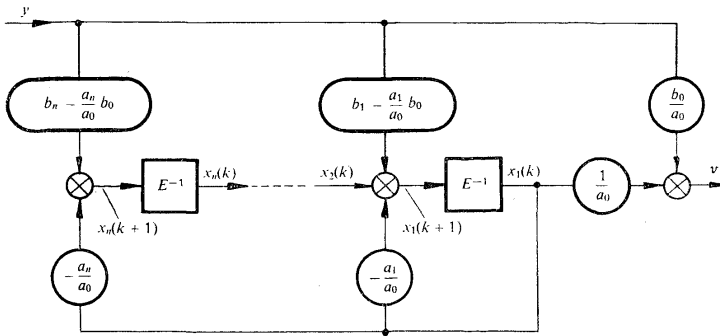 y
b_n − a_n/a_0 b_0
b_1 − a_1/a_0 b_0
b_0/a_0
E⁻¹
x_n(k)
x_2(k)
E⁻¹
x_1(k)
1/a_0
v
x_n(k + 1)
x_1(k + 1)
− a_n/a_0
− a_1/a_0